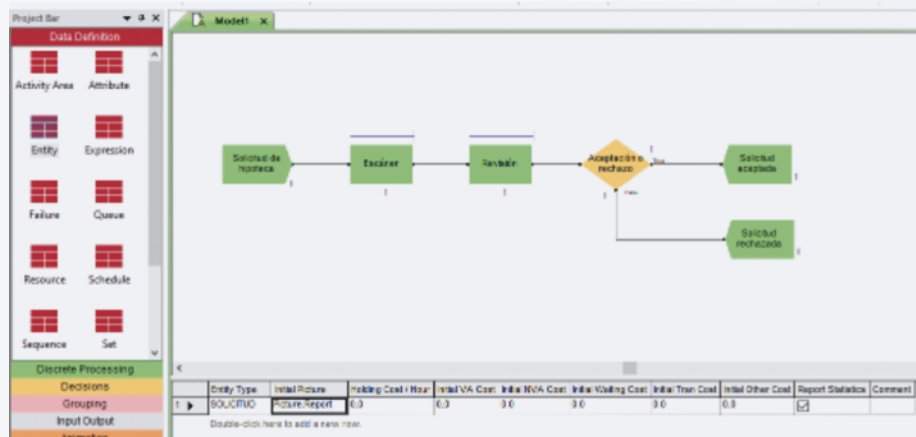 Project Bar
Model1
Data Definition
Activity Area
Attribute
Entity
Expression
Failure
Queue
Resource
Schedule
Sequence
Set
Discrete Processing
Decisions
Grouping
Input Output
Solicitud de
hipoteca
Escáner
Revisión
Aceptación o
rechazo
True
False
Solicitud
aceptada
Solicitud
rechazada
Entity Type Initial Picture Holding Cost / Hour Initial VA Cost Initial NVA Cost Initial Waiting Cost Initial Tran Cost Initial Other Cost Report Statistics Comment
1 SOLICITUD Picture.Report 0.0 0.0 0.0 0.0 0.0 0.0
Double-click here to add a new row.